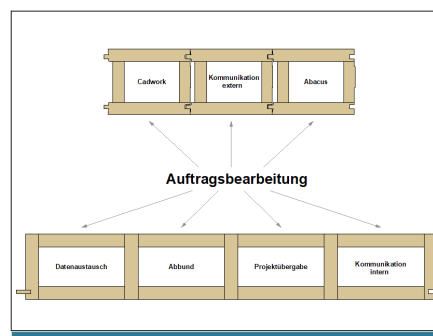 Cadwork
Kommunikation
extern
Abacus
Auftragsbearbeitung
Datenaustausch
Abbund
Projektübergabe
Kommunikation
intern